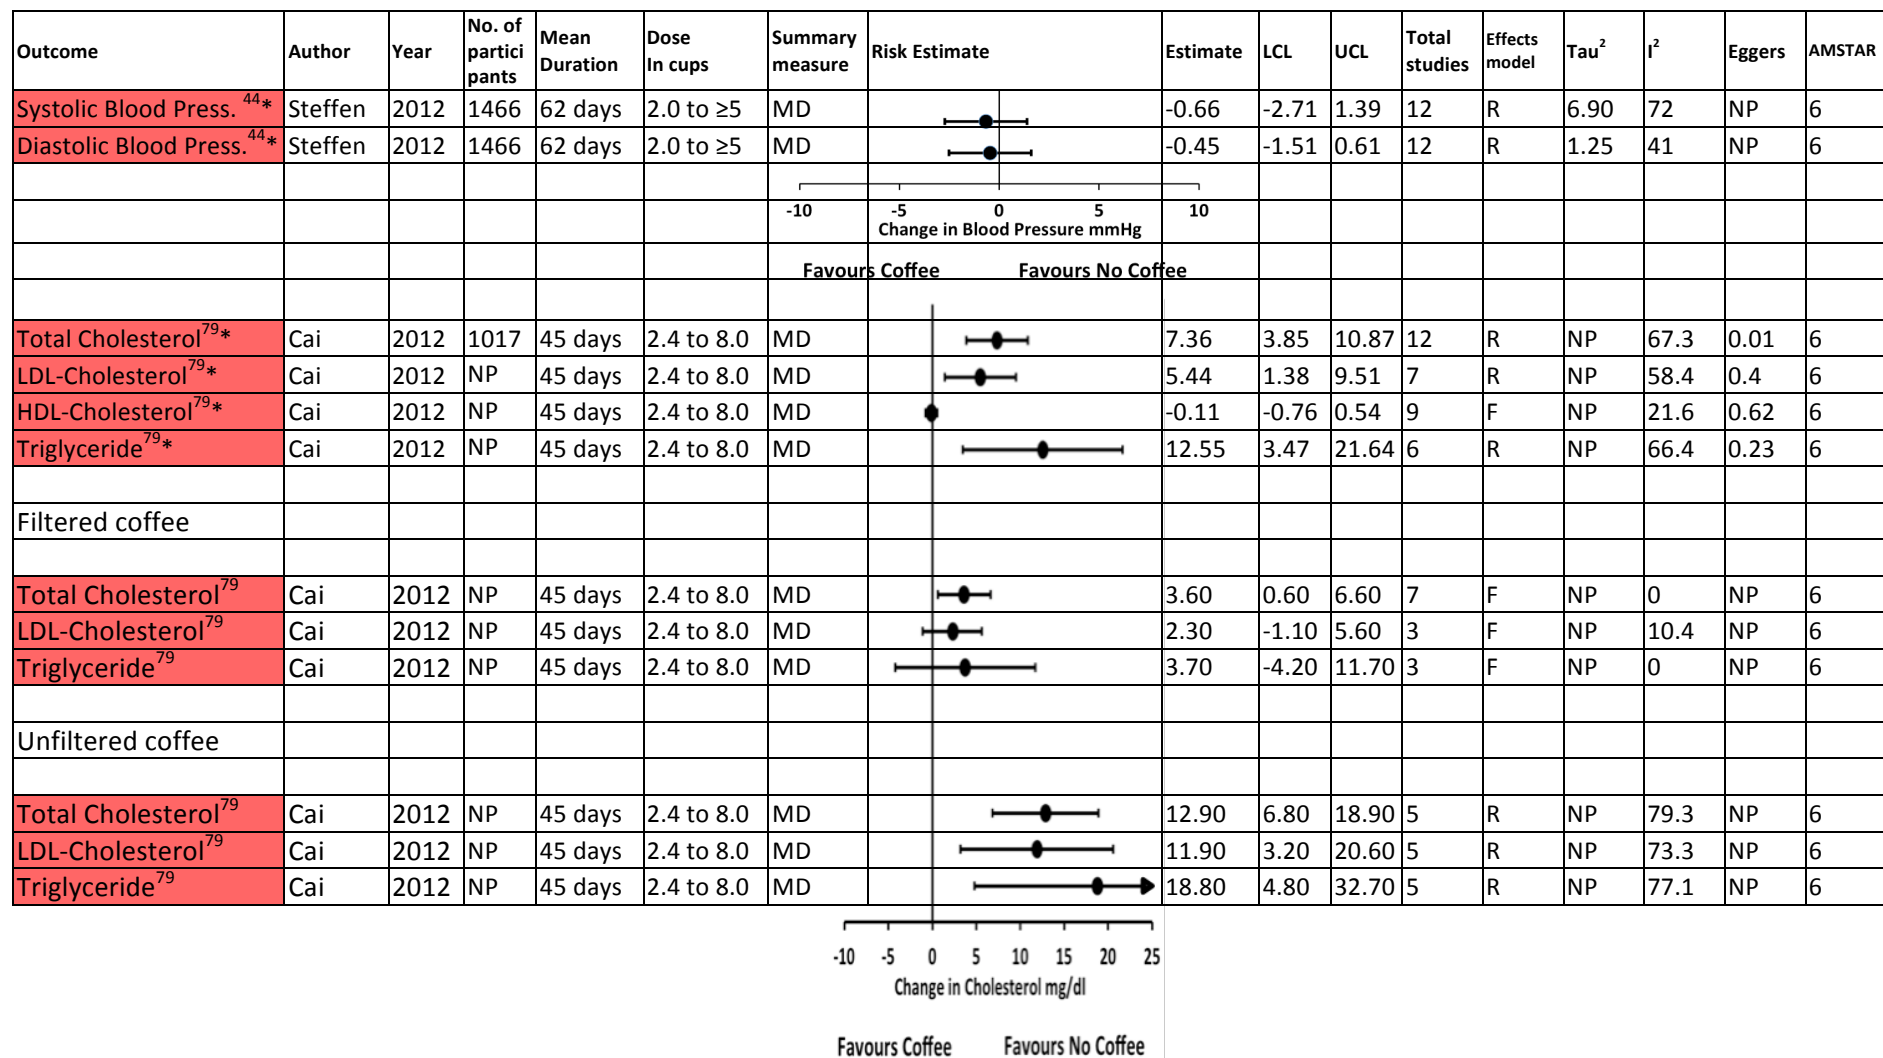 Outcome Author Year No. of partici pants Mean Duration Dose In cups Summary measure Risk Estimate Estimate LCL UCL Total studies Effects model Tau² I² Eggers AMSTAR
Systolic Blood Press. ⁴⁴* Steffen 2012 1466 62 days 2.0 to ≥5 MD -0.66 -2.71 1.39 12 R 6.90 72 NP 6
Diastolic Blood Press.⁴⁴* Steffen 2012 1466 62 days 2.0 to ≥5 MD -0.45 -1.51 0.61 12 R 1.25 41 NP 6
-10 -5 0 5 10
Change in Blood Pressure mmHg
Favours Coffee Favours No Coffee
Total Cholesterol⁷⁹* Cai 2012 1017 45 days 2.4 to 8.0 MD 7.36 3.85 10.87 12 R NP 67.3 0.01 6
LDL-Cholesterol⁷⁹* Cai 2012 NP 45 days 2.4 to 8.0 MD 5.44 1.38 9.51 7 R NP 58.4 0.4 6
HDL-Cholesterol⁷⁹* Cai 2012 NP 45 days 2.4 to 8.0 MD -0.11 -0.76 0.54 9 F NP 21.6 0.62 6
Triglyceride⁷⁹* Cai 2012 NP 45 days 2.4 to 8.0 MD 12.55 3.47 21.64 6 R NP 66.4 0.23 6
Filtered coffee
Total Cholesterol⁷⁹ Cai 2012 NP 45 days 2.4 to 8.0 MD 3.60 0.60 6.60 7 F NP 0 NP 6
LDL-Cholesterol⁷⁹ Cai 2012 NP 45 days 2.4 to 8.0 MD 2.30 -1.10 5.60 3 F NP 10.4 NP 6
Triglyceride⁷⁹ Cai 2012 NP 45 days 2.4 to 8.0 MD 3.70 -4.20 11.70 3 F NP 0 NP 6
Unfiltered coffee
Total Cholesterol⁷⁹ Cai 2012 NP 45 days 2.4 to 8.0 MD 12.90 6.80 18.90 5 R NP 79.3 NP 6
LDL-Cholesterol⁷⁹ Cai 2012 NP 45 days 2.4 to 8.0 MD 11.90 3.20 20.60 5 R NP 73.3 NP 6
Triglyceride⁷⁹ Cai 2012 NP 45 days 2.4 to 8.0 MD 18.80 4.80 32.70 5 R NP 77.1 NP 6
-10 -5 0 5 10 15 20 25
Change in Cholesterol mg/dl
Favours Coffee Favours No Coffee